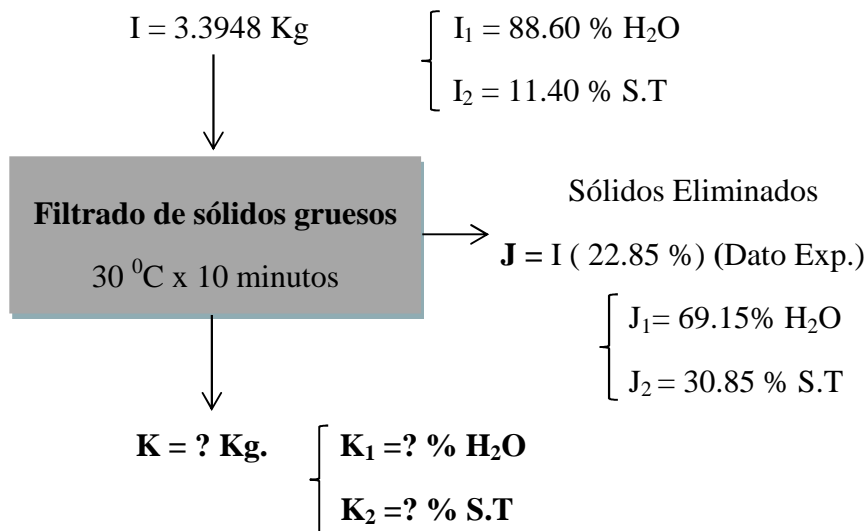 I = 3.3948 Kg
I₁ = 88.60 % H₂O
I₂ = 11.40 % S.T
Filtrado de sólidos gruesos
30 ⁰C x 10 minutos
Sólidos Eliminados
J = I ( 22.85 %) (Dato Exp.)
J₁= 69.15% H₂O
J₂ = 30.85 % S.T
K = ? Kg.
K₁ =? % H₂O
K₂ =? % S.T